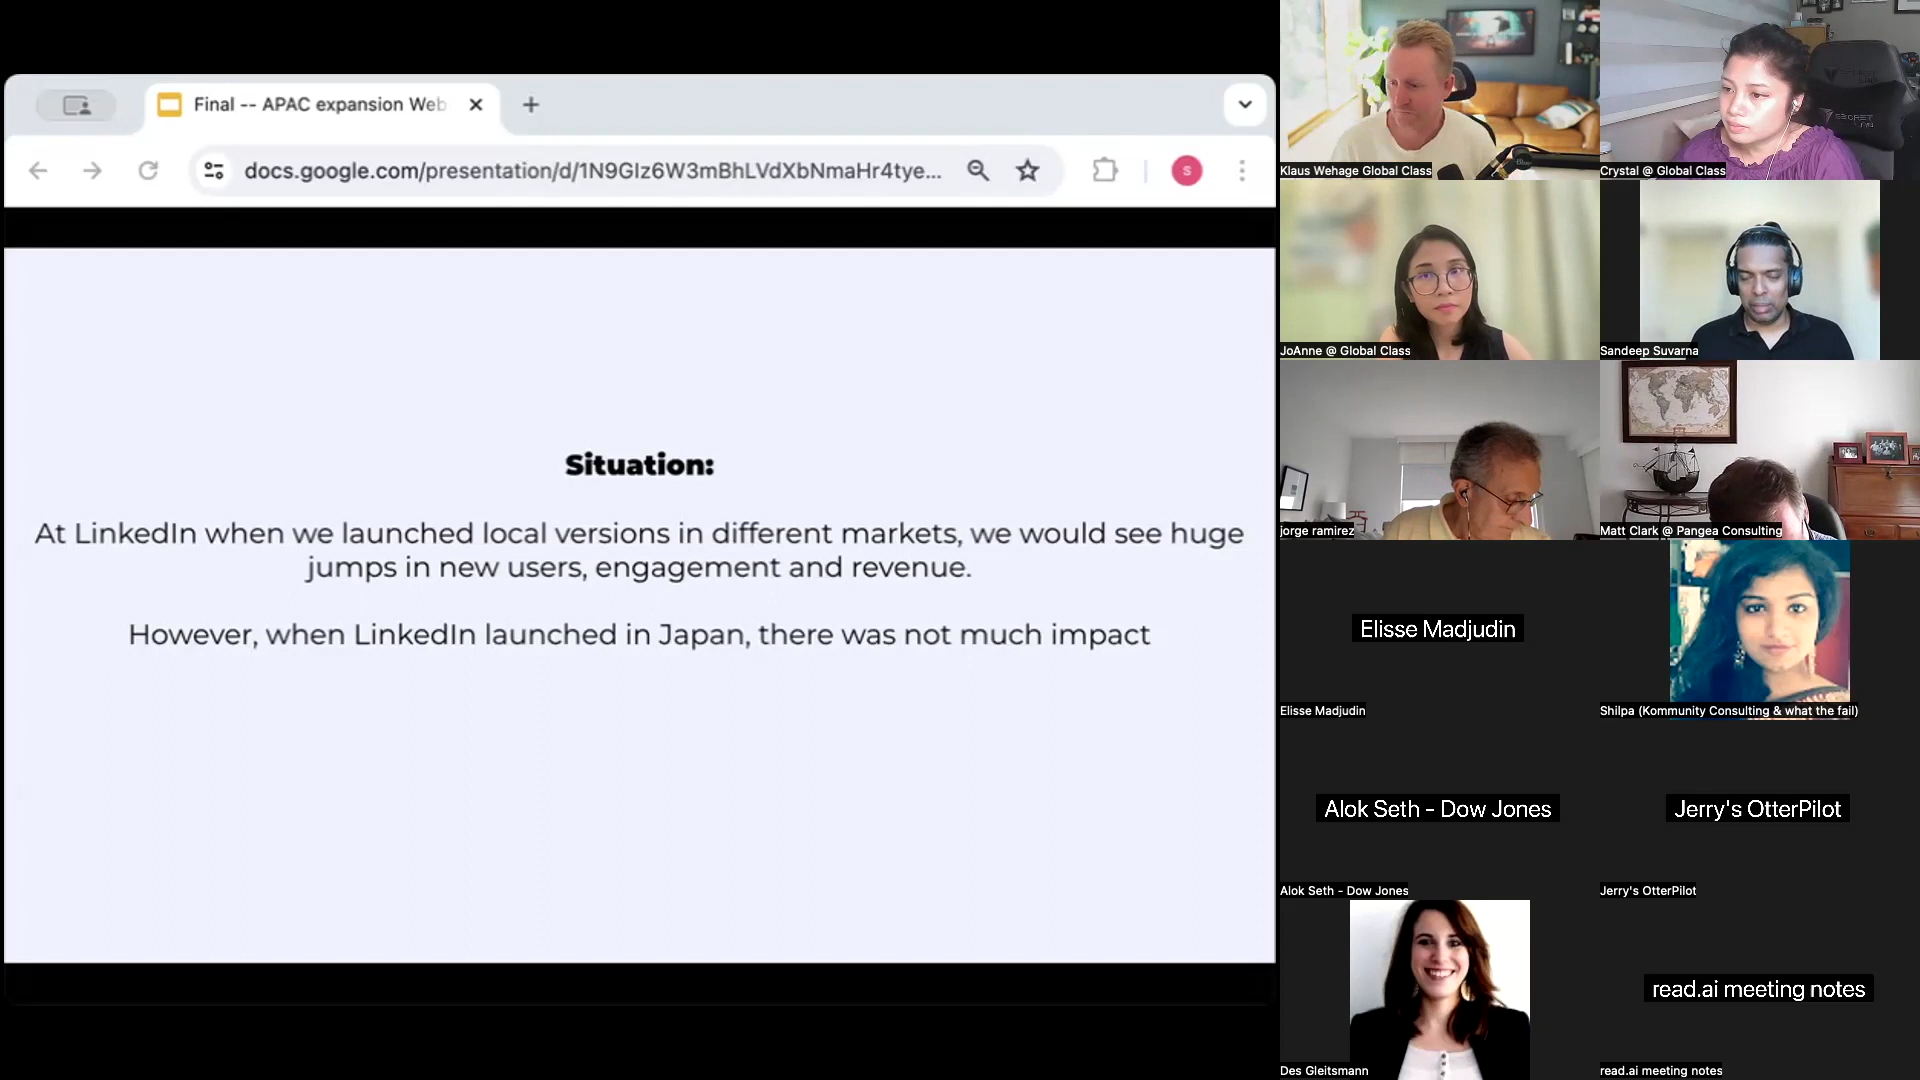 Final -- APAC expansion Web
docs.google.com/presentation/d/1N9GIz6W3mBhLVdXbNmaHr4tye...
S
Situation:
At LinkedIn when we launched local versions in different markets, we would see huge
jumps in new users, engagement and revenue.
However, when LinkedIn launched in Japan, there was not much impact
Klaus Wehage Global Class
Crystal @ Global Class
JoAnne @ Global Class
Sandeep Suvarna
jorge ramirez
Matt Clark @ Pangea Consulting
Elisse Madjudin
Elisse Madjudin
Shilpa (Kommunity Consulting & what the fail)
Alok Seth - Dow Jones
Alok Seth - Dow Jones
Jerry's OtterPilot
Jerry's OtterPilot
Des Gleitsmann
read.ai meeting notes
read.ai meeting notes